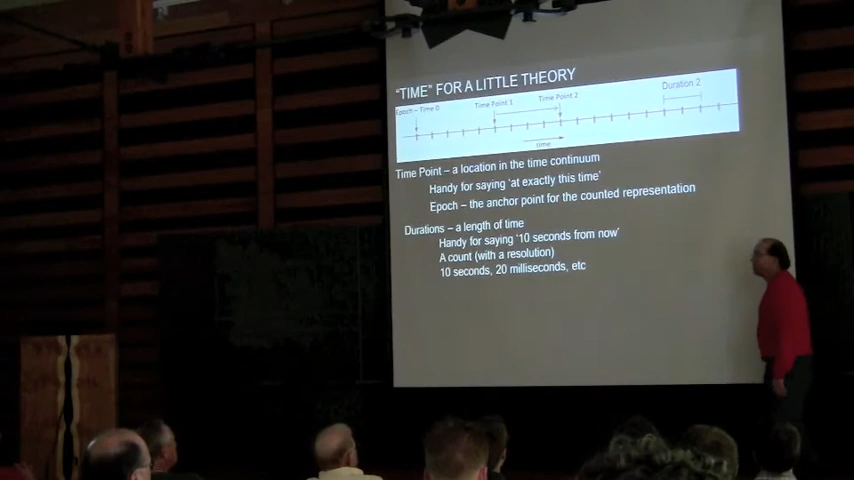 "TIME" FOR A LITTLE THEORY
Epoch – Time 0
Time Point 1
Time Point 2
Duration 2
time
Time Point – a location in the time continuum
Handy for saying 'at exactly this time'
Epoch – the anchor point for the counted representation
Durations – a length of time
Handy for saying '10 seconds from now'
A count (with a resolution)
10 seconds, 20 milliseconds, etc